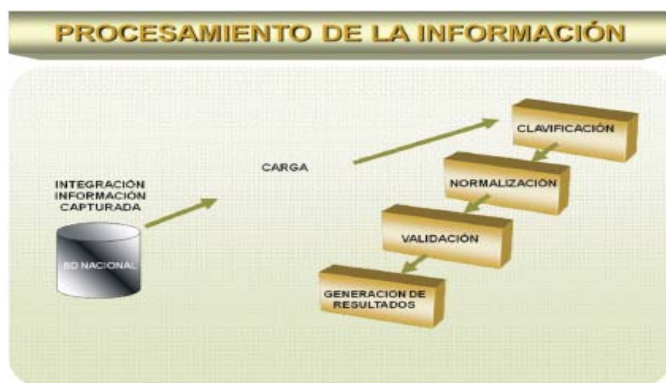 PROCESAMIENTO DE LA INFORMACIÓN
INTEGRACIÓN
INFORMACIÓN
CAPTURADA
BD NACIONAL
CARGA
CLAVIFICACIÓN
NORMALIZACIÓN
VALIDACIÓN
GENERACION DE
RESULTADOS